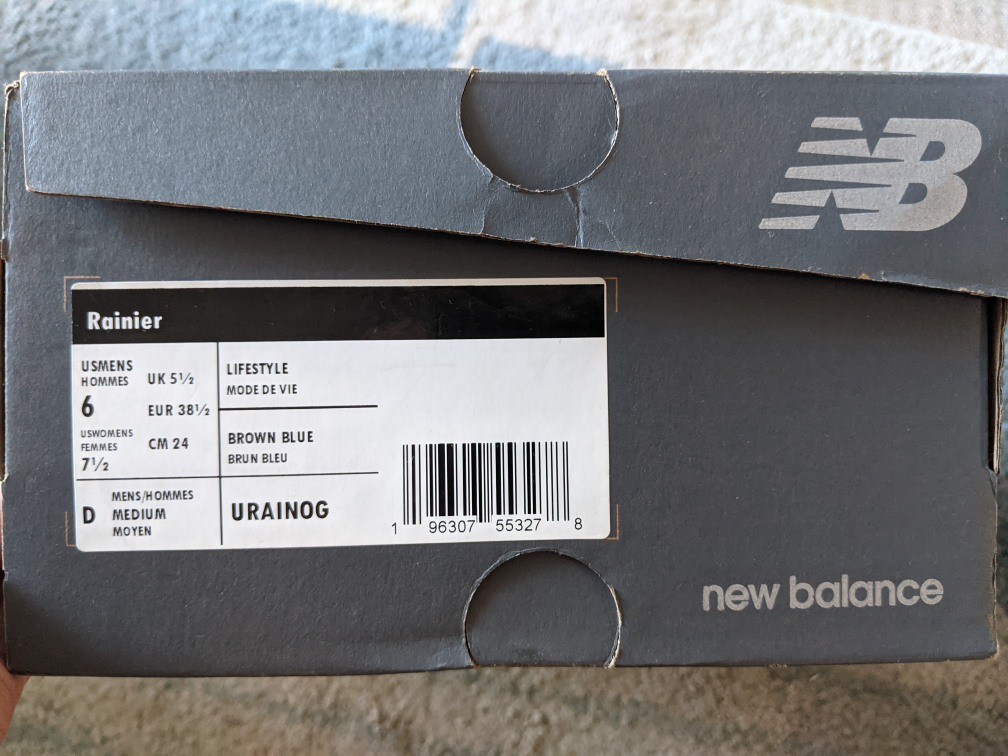 NB
Rainier
USMENS
HOMMES
6
UK 5½
EUR 38½
USWOMENS
FEMMES
7½
CM 24
D
MENS/HOMMES
MEDIUM
MOYEN
LIFESTYLE
MODE DE VIE
BROWN BLUE
BRUN BLEU
URAINOG
1 96307 55327 8
new balance